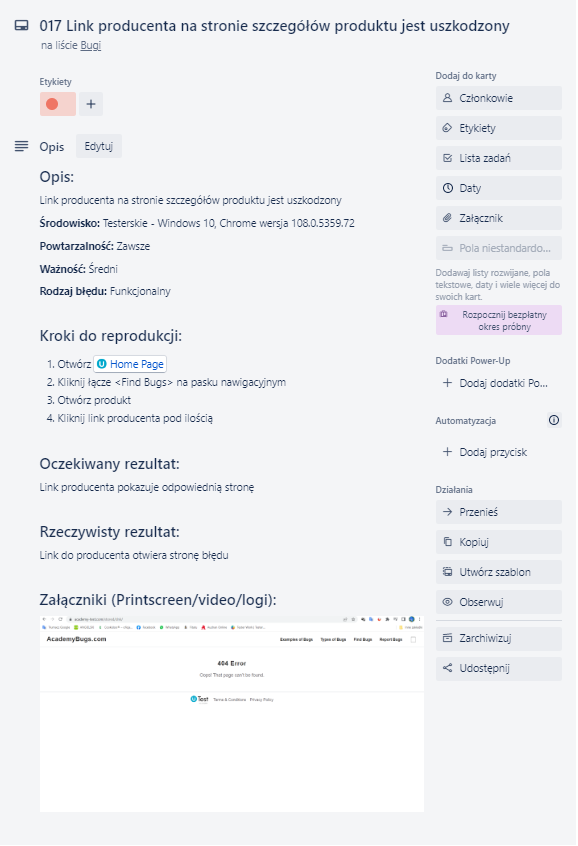 017 Link producenta na stronie szczegółów produktu jest uszkodzony
na liście Bugi
Etykiety
Opis
Edytuj
Opis:
Link producenta na stronie szczegółów produktu jest uszkodzony
Środowisko: Testerskie - Windows 10, Chrome wersja 108.0.5359.72
Powtarzalność: Zawsze
Ważność: Średni
Rodzaj błędu: Funkcjonalny
Kroki do reprodukcji:
1. Otwórz Home Page
2. Kliknij łącze <Find Bugs> na pasku nawigacyjnym
3. Otwórz produkt
4. Kliknij link producenta pod ilością
Oczekiwany rezultat:
Link producenta pokazuje odpowiednią stronę
Rzeczywisty rezultat:
Link do producenta otwiera stronę błędu
Załączniki (Printscreen/video/logi):
AcademyBugs.com
Examples of Bugs Types of Bugs Find Bugs Report Bugs
404 Error
Oops! That page can't be found.
uTest Terms & Conditions Privacy Policy
Dodaj do karty
Członkowie
Etykiety
Lista zadań
Daty
Załącznik
Pola niestandardo...
Dodawaj listy rozwijane, pola
tekstowe, daty i wiele więcej do
swoich kart.
Rozpocznij bezpłatny
okres próbny
Dodatki Power-Up
Dodaj dodatki Po...
Automatyzacja
Dodaj przycisk
Działania
Przenieś
Kopiuj
Utwórz szablon
Obserwuj
Zarchiwizuj
Udostępnij